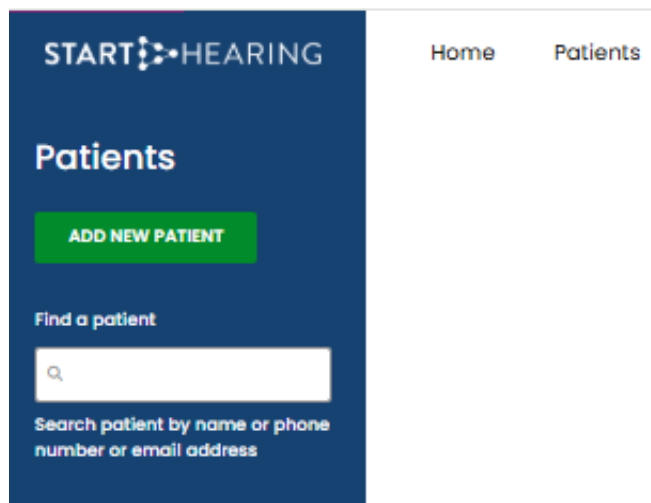 START HEARING
Home
Patients
Patients
ADD NEW PATIENT
Find a patient
Search patient by name or phone
number or email address